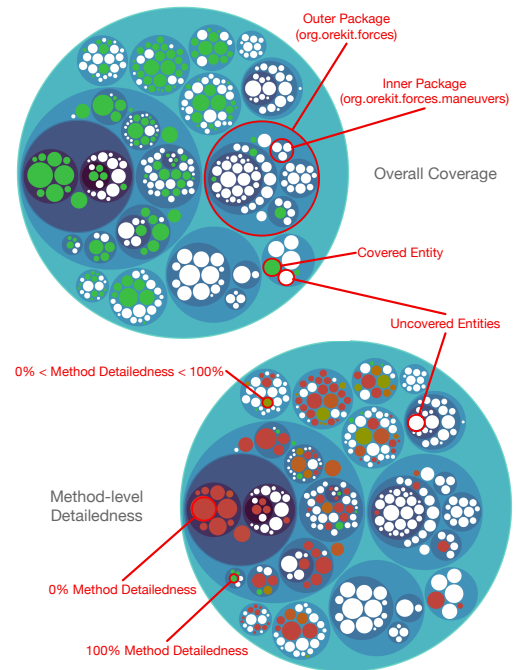 Outer Package
(org.orekit.forces)
Inner Package
(org.orekit.forces.maneuvers)
Overall Coverage
Covered Entity
Uncovered Entities
0% < Method Detailedness < 100%
Method-level
Detailedness
0% Method Detailedness
100% Method Detailedness